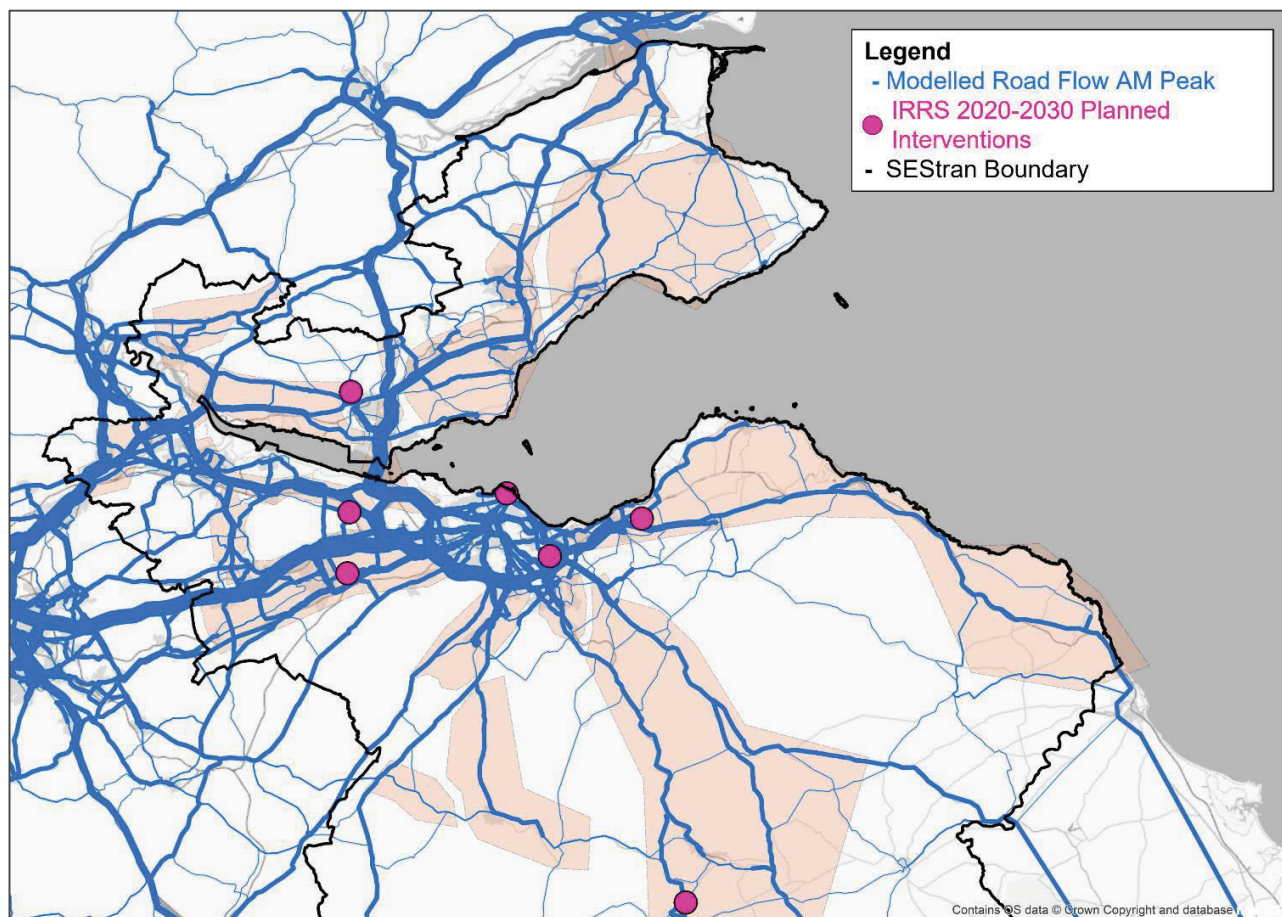 Legend
- Modelled Road Flow AM Peak
IRRS 2020-2030 Planned
Interventions
- SEStran Boundary
Contains OS data © Crown Copyright and database